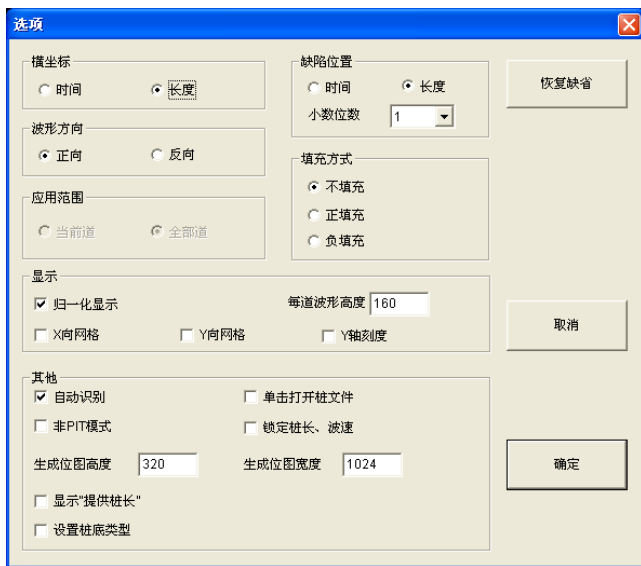 选项
横坐标
时间 长度
波形方向
正向 反向
应用范围
当前道 全部道
缺陷位置
时间 长度
小数位数 1
填充方式
不填充
正填充
负填充
恢复缺省
显示
归一化显示 每道波形高度 160
X向网格 Y向网格 Y轴刻度
取消
其他
自动识别 单击打开桩文件
非PIT模式 锁定桩长、波速
生成位图高度 320 生成位图宽度 1024
显示"提供桩长"
设置桩底类型
确定